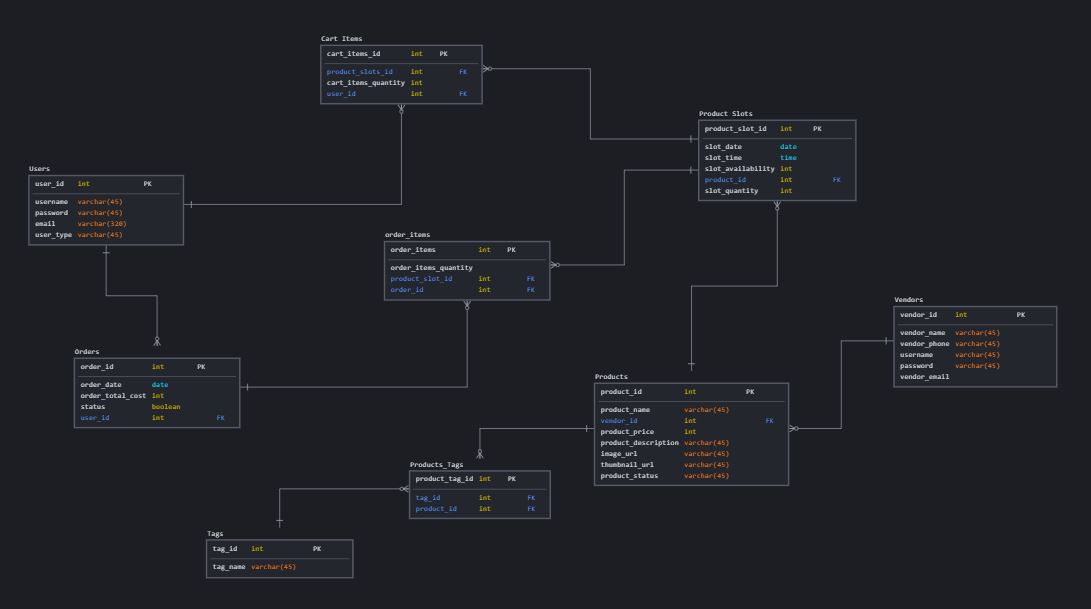 Cart Items
cart_items_id int PK
product_slots_id int FK
cart_items_quantity int
user_id int FK
Product Slots
product_slot_id int PK
slot_date date
slot_time time
slot_availability int
product_id int FK
slot_quantity int
Users
user_id int PK
username varchar(45)
password varchar(45)
email varchar(320)
user_type varchar(45)
order_items
order_items int PK
order_items_quantity
product_slot_id int FK
order_id int FK
Vendors
vendor_id int PK
vendor_name varchar(45)
vendor_phone varchar(45)
username varchar(45)
password varchar(45)
vendor_email
Orders
order_id int PK
order_date date
order_total_cost int
status boolean
user_id int FK
Products
product_id int PK
product_name varchar(45)
vendor_id int FK
product_price int
product_description varchar(45)
image_url varchar(45)
thumbnail_url varchar(45)
product_status varchar(45)
Products_Tags
product_tag_id int PK
tag_id int FK
product_id int FK
Tags
tag_id int PK
tag_name varchar(45)